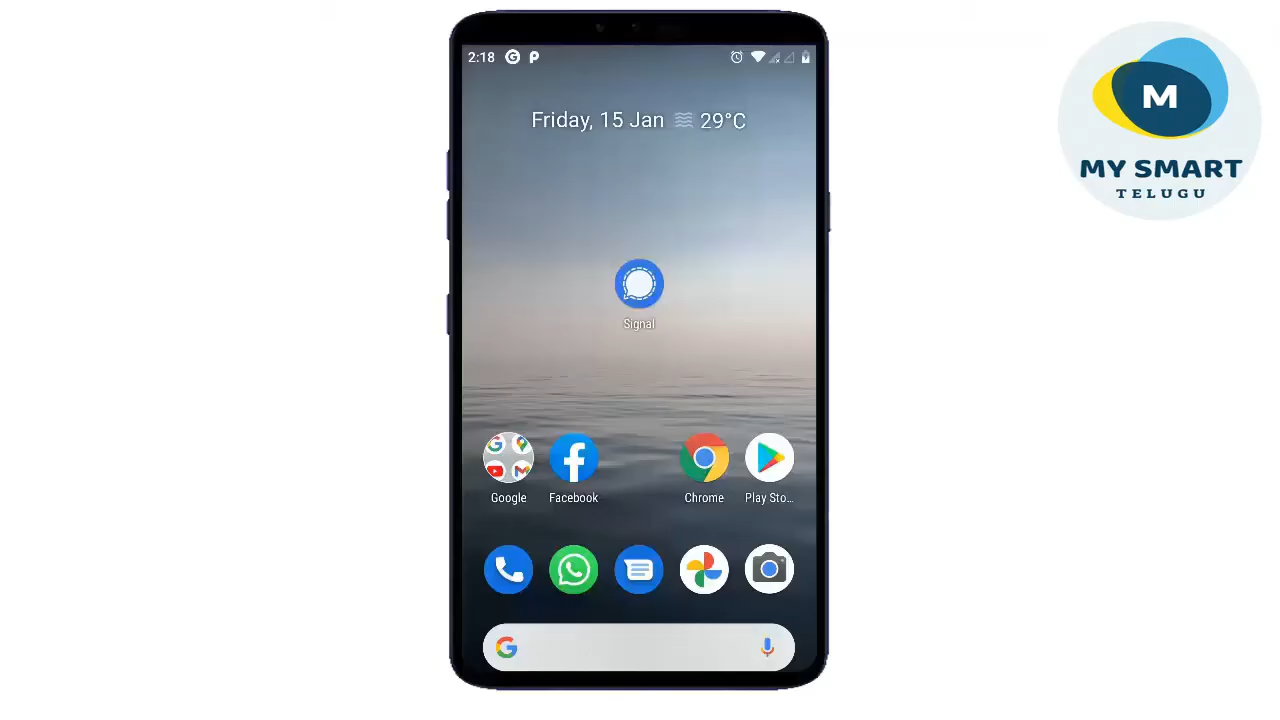 2:18
Friday, 15 Jan 29°C
M
MY SMART
TELUGU
Signal
Google
Facebook
Chrome
Play Sto...